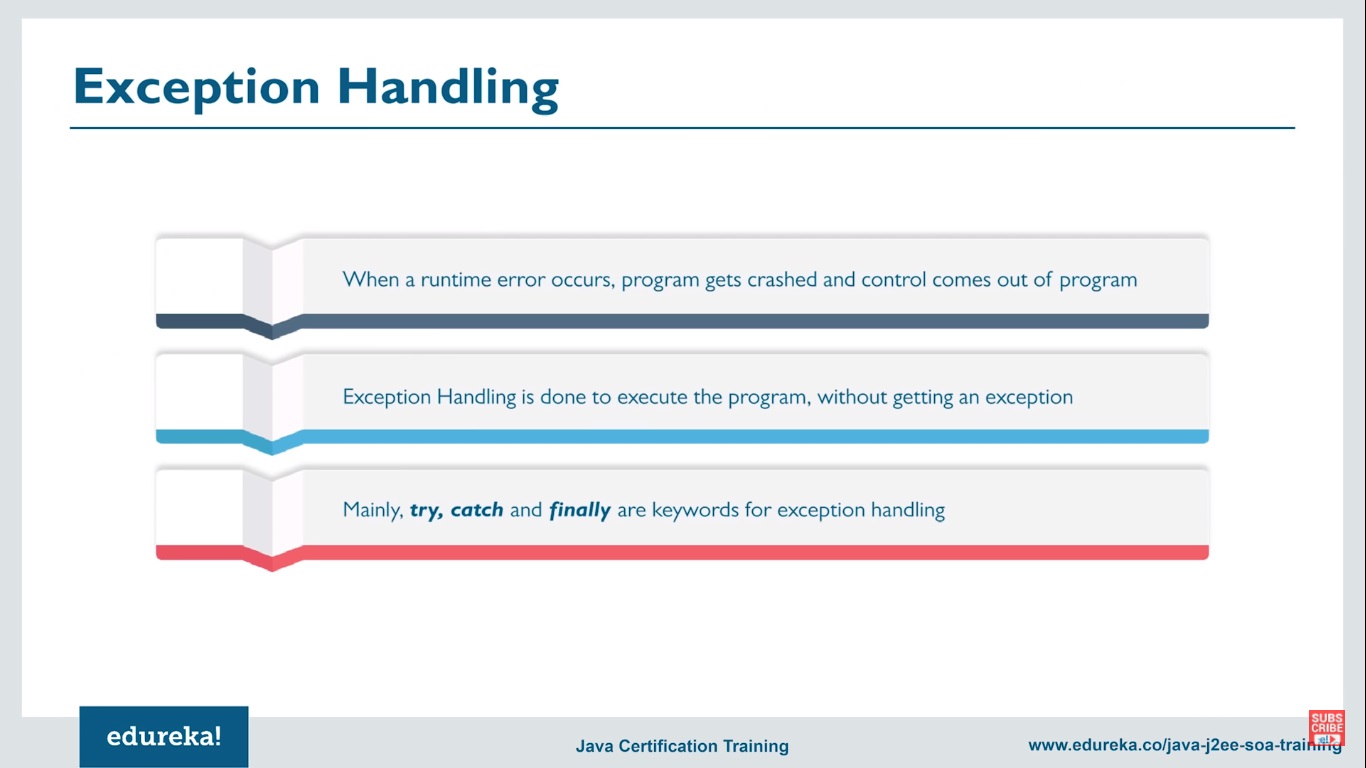 Exception Handling
When a runtime error occurs, program gets crashed and control comes out of program
Exception Handling is done to execute the program, without getting an exception
Mainly, try, catch and finally are keywords for exception handling
edureka!
Java Certification Training
www.edureka.co/java-j2ee-soa-training
SUBS
CRIBE